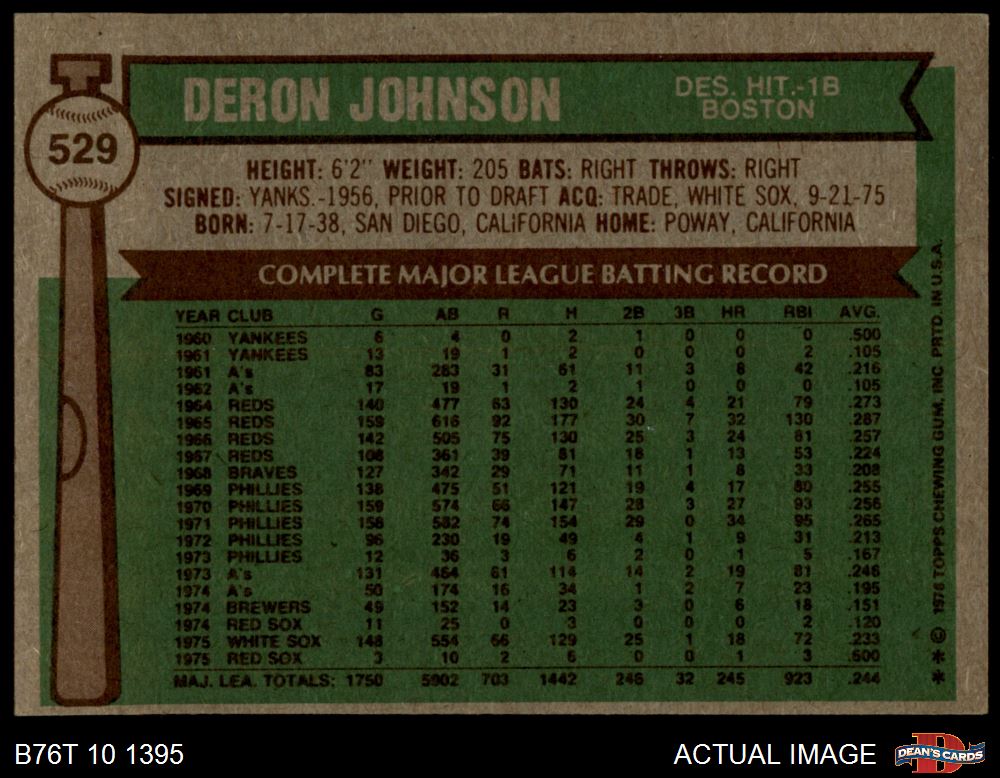 DERON JOHNSON
DES. HIT.-1B
BOSTON
529
HEIGHT: 6'2" WEIGHT: 205 BATS: RIGHT THROWS: RIGHT
SIGNED: YANKS.-1956, PRIOR TO DRAFT ACQ: TRADE, WHITE SOX, 9-21-75
BORN: 7-17-38, SAN DIEGO, CALIFORNIA HOME: POWAY, CALIFORNIA
COMPLETE MAJOR LEAGUE BATTING RECORD
YEAR CLUB G AB R H 2B 3B HR RBI AVG.
1960 YANKEES 6 4 0 2 1 0 0 0 .500
1961 YANKEES 13 19 1 2 0 0 0 2 .105
1961 A's 83 283 31 61 11 3 8 42 .216
1962 A's 17 19 1 2 1 0 0 0 .105
1964 REDS 140 477 63 130 24 4 21 79 .273
1965 REDS 159 616 92 177 30 7 32 130 .287
1966 REDS 142 505 75 130 25 3 24 81 .257
1967 REDS 108 361 39 81 18 1 13 53 .224
1968 BRAVES 127 342 29 71 11 1 8 33 .208
1969 PHILLIES 138 475 51 121 19 4 17 80 .255
1970 PHILLIES 159 574 66 147 28 3 27 93 .256
1971 PHILLIES 158 582 74 154 29 0 34 95 .265
1972 PHILLIES 96 230 19 49 4 1 9 31 .213
1973 PHILLIES 12 36 3 6 2 0 1 5 .167
1973 A's 131 464 61 114 14 2 19 81 .246
1974 A's 50 174 16 34 1 2 7 23 .195
1974 BREWERS 49 152 14 23 3 0 6 18 .151
1974 RED SOX 11 25 0 3 0 0 0 2 .120
1975 WHITE SOX 148 554 66 129 25 1 18 72 .233
1975 RED SOX 3 10 2 6 0 0 1 3 .600
MAJ. LEA. TOTALS: 1750 5902 703 1442 246 32 245 923 .244
* * © 1976 TOPPS CHEWING GUM, INC PRTD. IN U.S.A.
B76T 10 1395
ACTUAL IMAGE
DEAN'S CARDS